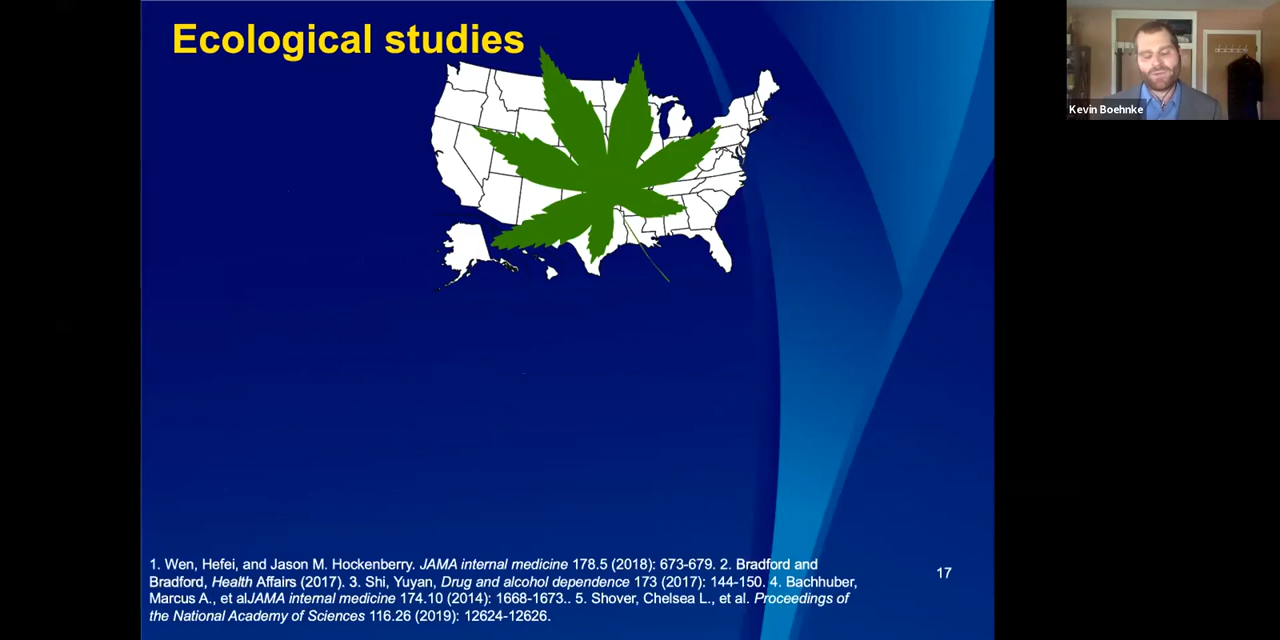 Ecological studies
Kevin Boehnke
1. Wen, Hefei, and Jason M. Hockenberry. JAMA internal medicine 178.5 (2018): 673-679. 2. Bradford and
Bradford, Health Affairs (2017). 3. Shi, Yuyan, Drug and alcohol dependence 173 (2017): 144-150. 4. Bachhuber,
Marcus A., et alJAMA internal medicine 174.10 (2014): 1668-1673.. 5. Shover, Chelsea L., et al. Proceedings of
the National Academy of Sciences 116.26 (2019): 12624-12626.
17